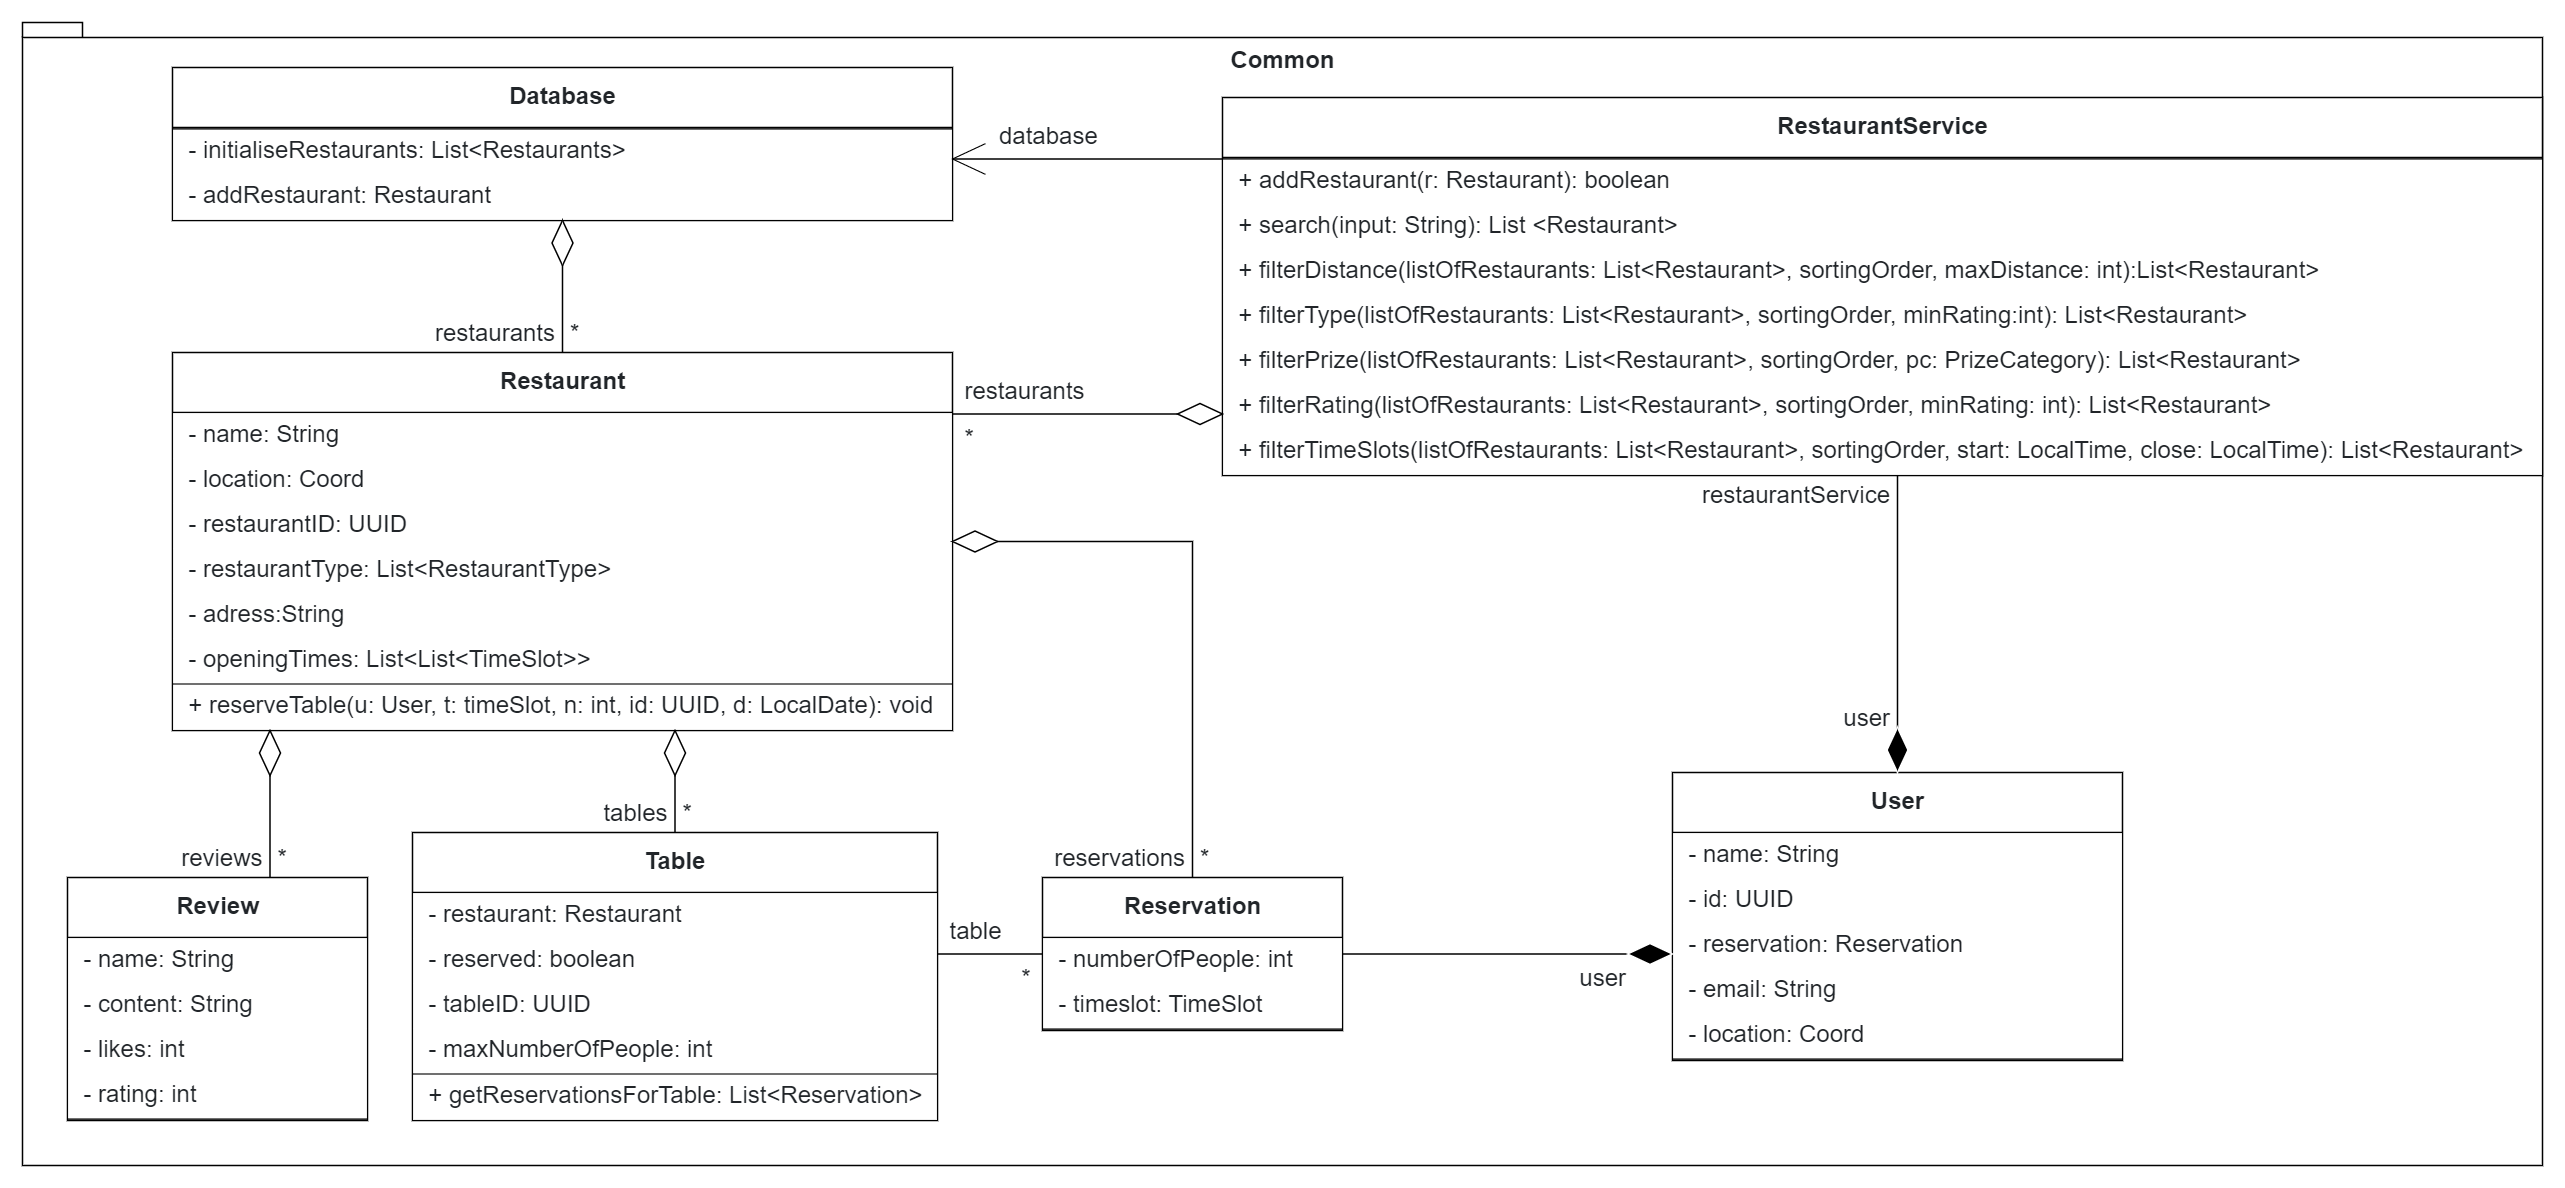 Common
Database
- initialiseRestaurants: List<Restaurants>
- addRestaurant: Restaurant
database
RestaurantService
+ addRestaurant(r: Restaurant): boolean
+ search(input: String): List <Restaurant>
+ filterDistance(listOfRestaurants: List<Restaurant>, sortingOrder, maxDistance: int):List<Restaurant>
+ filterType(listOfRestaurants: List<Restaurant>, sortingOrder, minRating:int): List<Restaurant>
+ filterPrize(listOfRestaurants: List<Restaurant>, sortingOrder, pc: PrizeCategory): List<Restaurant>
+ filterRating(listOfRestaurants: List<Restaurant>, sortingOrder, minRating: int): List<Restaurant>
+ filterTimeSlots(listOfRestaurants: List<Restaurant>, sortingOrder, start: LocalTime, close: LocalTime): List<Restaurant>
restaurants *
Restaurant
- name: String
- location: Coord
- restaurantID: UUID
- restaurantType: List<RestaurantType>
- adress:String
- openingTimes: List<List<TimeSlot>>
+ reserveTable(u: User, t: timeSlot, n: int, id: UUID, d: LocalDate): void
restaurants
*
restaurantService
user
reviews *
Review
- name: String
- content: String
- likes: int
- rating: int
tables *
Table
- restaurant: Restaurant
- reserved: boolean
- tableID: UUID
- maxNumberOfPeople: int
+ getReservationsForTable: List<Reservation>
table
*
reservations *
Reservation
- numberOfPeople: int
- timeslot: TimeSlot
user
User
- name: String
- id: UUID
- reservation: Reservation
- email: String
- location: Coord